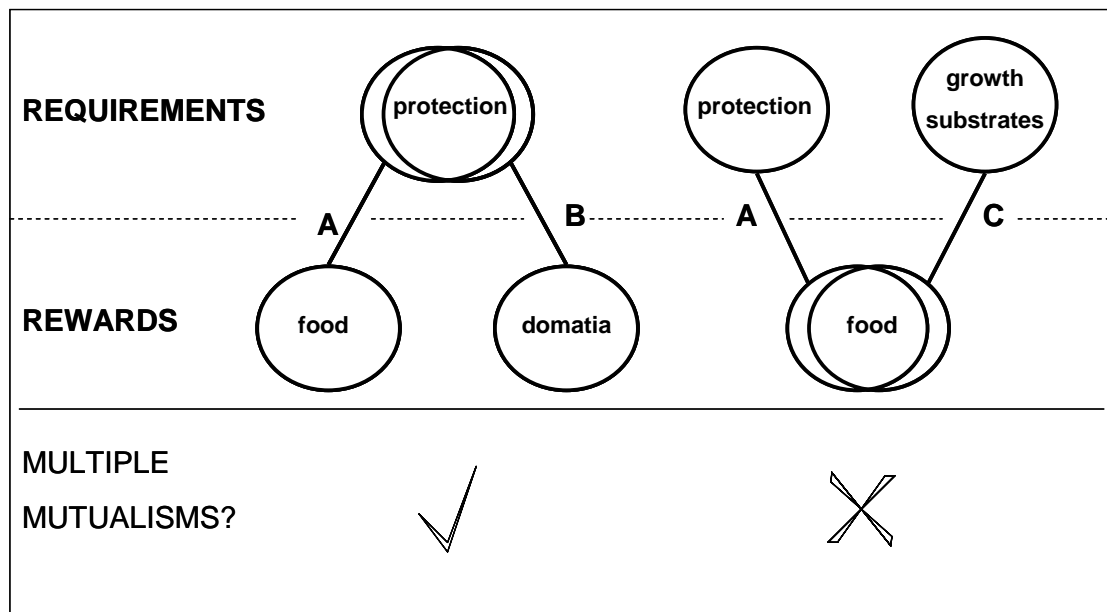 REQUIREMENTS
protection
protection
growth
substrates
A
B
A
C
REWARDS
food
domatia
food
MULTIPLE
MUTUALISMS?